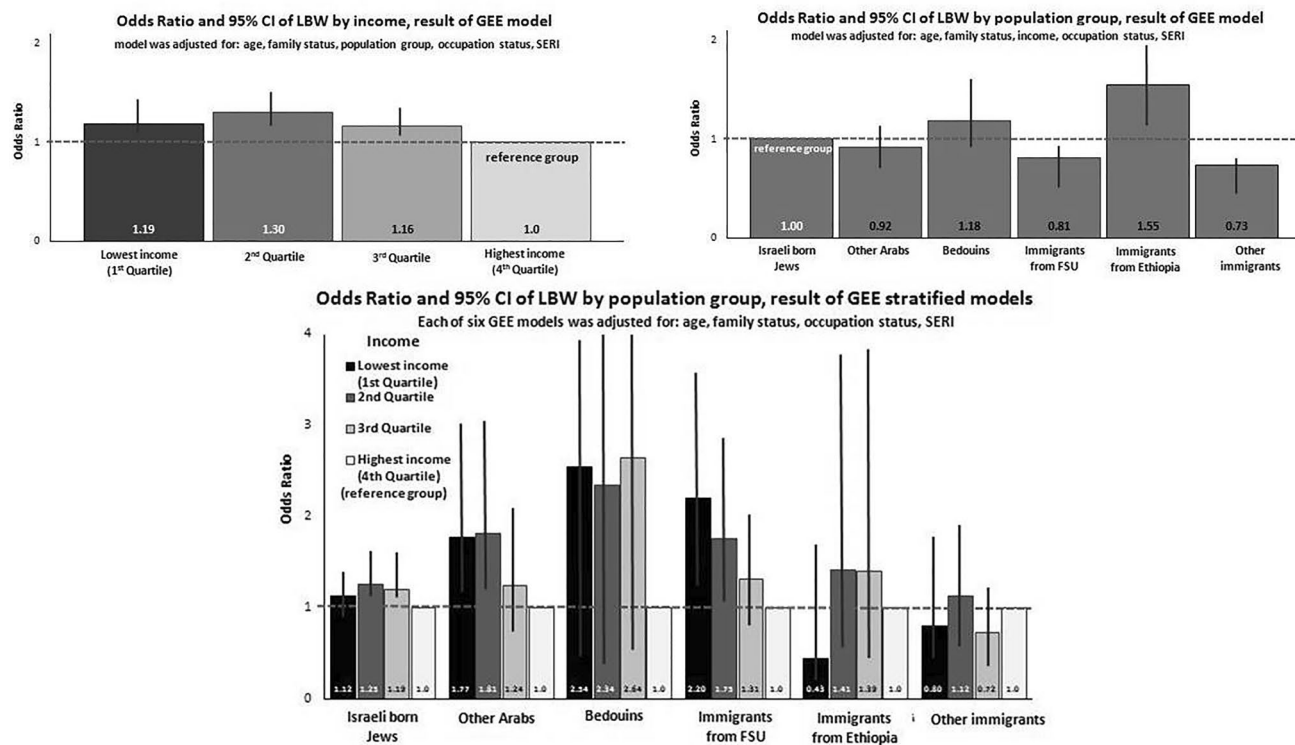 Odds Ratio and 95% CI of LBW by income, result of GEE model
model was adjusted for: age, family status, population group, occupation status, SERI
Odds Ratio
2
1
0
reference group
1.19
1.30
1.16
1.0
Lowest income
(1st Quartile)
2nd Quartile
3rd Quartile
Highest income
(4th Quartile)
Odds Ratio and 95% CI of LBW by population group, result of GEE model
model was adjusted for: age, family status, income, occupation status, SERI
Odds Ratio
2
1
0
reference group
1.00
0.92
1.18
0.81
1.55
0.73
Israeli born
Jews
Other Arabs
Bedouins
Immigrants
from FSU
Immigrants
from Ethiopia
Other
immigrants
Odds Ratio and 95% CI of LBW by population group, result of GEE stratified models
Each of six GEE models was adjusted for: age, family status, occupation status, SERI
Odds Ratio
4
3
2
1
0
Income
Lowest income
(1st Quartile)
2nd Quartile
3rd Quartile
Highest income
(4th Quartile)
(reference group)
1.12 1.25 1.19 1.0
1.77 1.81 1.24 1.0
2.54 2.34 2.64 1.0
2.20 1.75 1.31 1.0
0.43 1.41 1.39 1.0
0.80 1.12 0.72 1.0
Israeli born
Jews
Other Arabs
Bedouins
Immigrants
from FSU
Immigrants
from Ethiopia
Other immigrants